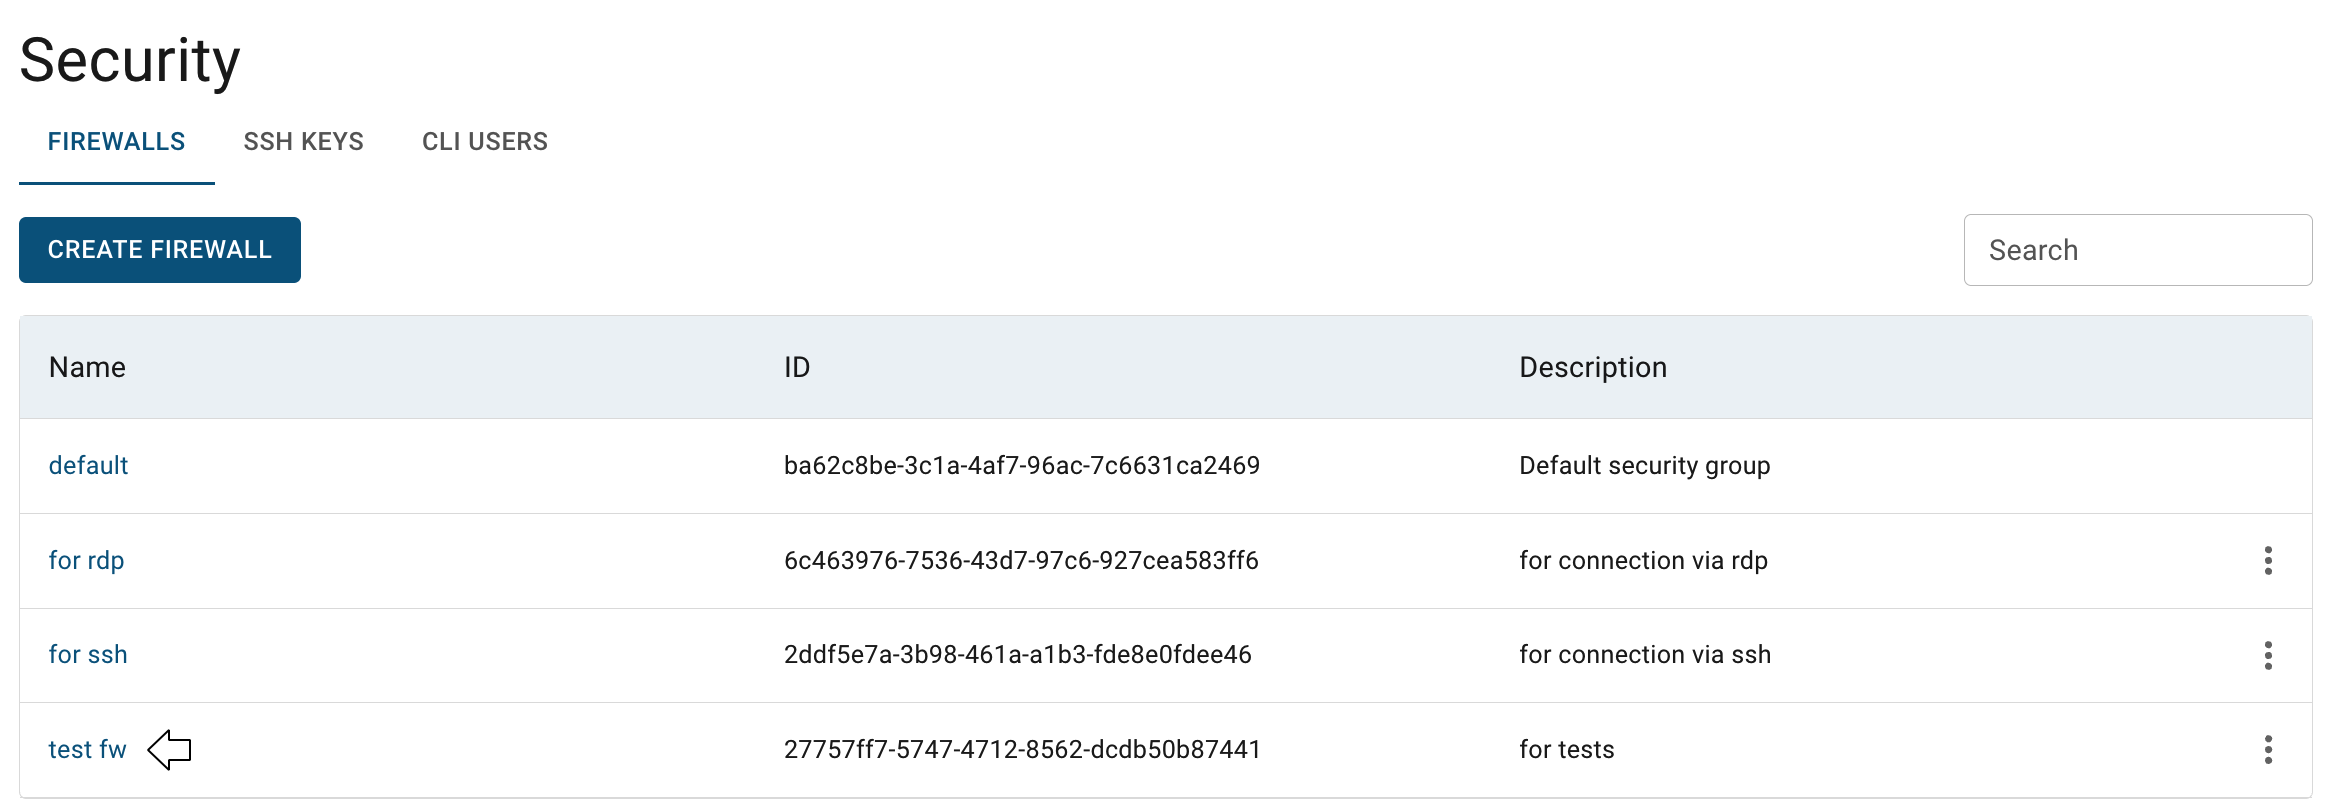 Security
FIREWALLS SSH KEYS CLI USERS
CREATE FIREWALL Search
Name ID Description
default ba62c8be-3c1a-4af7-96ac-7c6631ca2469 Default security group
for rdp 6c463976-7536-43d7-97c6-927cea583ff6 for connection via rdp
for ssh 2ddf5e7a-3b98-461a-a1b3-fde8e0fdee46 for connection via ssh
test fw 27757ff7-5747-4712-8562-dcdb50b87441 for tests